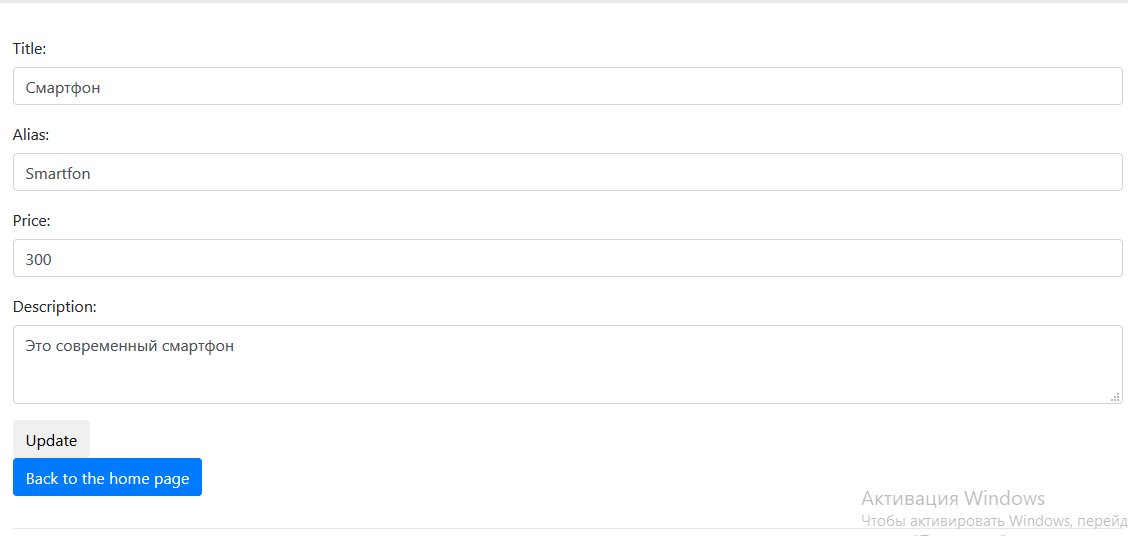 Title:
Смартфон
Alias:
Smartfon
Price:
300
Description:
Это современный смартфон
Update
Back to the home page
Активация Windows
Чтобы активировать Windows, перейд